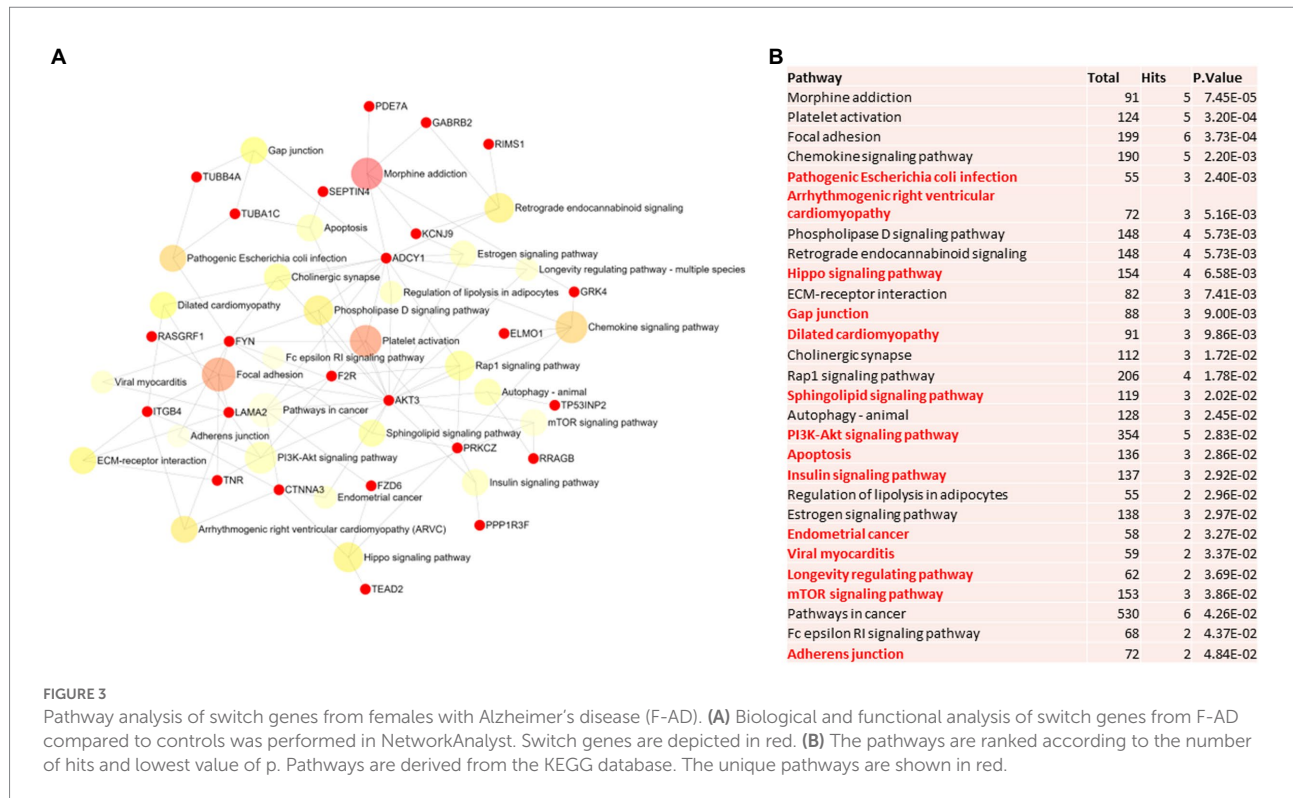 A
PDE7A
GABRB2
RIMS1
Gap junction
Morphine addiction
TUBB4A
SEPTIN4
Retrograde endocannabinoid signaling
TUBA1C
Apoptosis
KCNJ9
Estrogen signaling pathway
Pathogenic Escherichia coli infection
ADCY1
Longevity regulating pathway - multiple species
Cholinergic synapse
Regulation of lipolysis in adipocytes
GRK4
Dilated cardiomyopathy
Phospholipase D signaling pathway
Chemokine signaling pathway
RASGRF1
FYN
Platelet activation
ELMO1
Fc epsilon RI signaling pathway
Rap1 signaling pathway
Focal adhesion
F2R
Viral myocarditis
Autophagy - animal
AKT3
TP53INP2
ITGB4
LAMA2
Pathways in cancer
mTOR signaling pathway
Adherens junction
Sphingolipid signaling pathway
PRKCZ
ECM-receptor interaction
PI3K-Akt signaling pathway
RRAGB
TNR
CTNNA3
FZD6
Insulin signaling pathway
Endometrial cancer
PPP1R3F
Arrhythmogenic right ventricular cardiomyopathy (ARVC)
Hippo signaling pathway
TEAD2
B
Pathway Total Hits P.Value
Morphine addiction 91 5 7.45E-05
Platelet activation 124 5 3.20E-04
Focal adhesion 199 6 3.73E-04
Chemokine signaling pathway 190 5 2.20E-03
Pathogenic Escherichia coli infection 55 3 2.40E-03
Arrhythmogenic right ventricular
cardiomyopathy 72 3 5.16E-03
Phospholipase D signaling pathway 148 4 5.73E-03
Retrograde endocannabinoid signaling 148 4 5.73E-03
Hippo signaling pathway 154 4 6.58E-03
ECM-receptor interaction 82 3 7.41E-03
Gap junction 88 3 9.00E-03
Dilated cardiomyopathy 91 3 9.86E-03
Cholinergic synapse 112 3 1.72E-02
Rap1 signaling pathway 206 4 1.78E-02
Sphingolipid signaling pathway 119 3 2.02E-02
Autophagy - animal 128 3 2.45E-02
PI3K-Akt signaling pathway 354 5 2.83E-02
Apoptosis 136 3 2.86E-02
Insulin signaling pathway 137 3 2.92E-02
Regulation of lipolysis in adipocytes 55 2 2.96E-02
Estrogen signaling pathway 138 3 2.97E-02
Endometrial cancer 58 2 3.27E-02
Viral myocarditis 59 2 3.37E-02
Longevity regulating pathway 62 2 3.69E-02
mTOR signaling pathway 153 3 3.86E-02
Pathways in cancer 530 6 4.26E-02
Fc epsilon RI signaling pathway 68 2 4.37E-02
Adherens junction 72 2 4.84E-02
FIGURE 3
Pathway analysis of switch genes from females with Alzheimer's disease (F-AD). (A) Biological and functional analysis of switch genes from F-AD
compared to controls was performed in NetworkAnalyst. Switch genes are depicted in red. (B) The pathways are ranked according to the number
of hits and lowest value of p. Pathways are derived from the KEGG database. The unique pathways are shown in red.